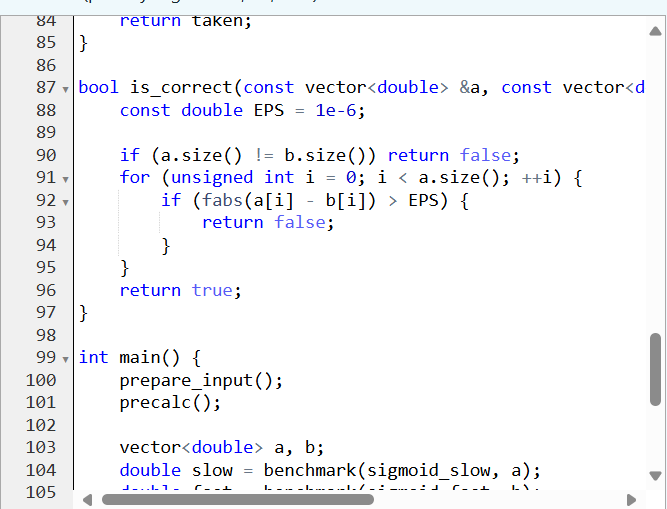 84 return taken;
85 }
86
87 bool is_correct(const vector<double> &a, const vector<d
88 const double EPS = 1e-6;
89
90 if (a.size() != b.size()) return false;
91 for (unsigned int i = 0; i < a.size(); ++i) {
92 if (fabs(a[i] - b[i]) > EPS) {
93 return false;
94 }
95 }
96 return true;
97 }
98
99 int main() {
100 prepare_input();
101 precalc();
102
103 vector<double> a, b;
104 double slow = benchmark(sigmoid_slow, a);
105